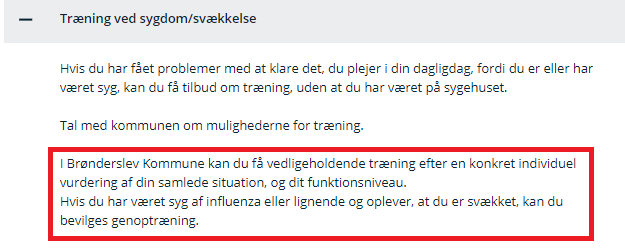 Træning ved sygdom/svækkelse
Hvis du har fået problemer med at klare det, du plejer i din dagligdag, fordi du er eller har
været syg, kan du få tilbud om træning, uden at du har været på sygehuset.
Tal med kommunen om mulighederne for træning.
I Brønderslev Kommune kan du få vedligeholdende træning efter en konkret individuel
vurdering af din samlede situation, og dit funktionsniveau.
Hvis du har været syg af influenza eller lignende og oplever, at du er svækket, kan du
bevilges genoptræning.